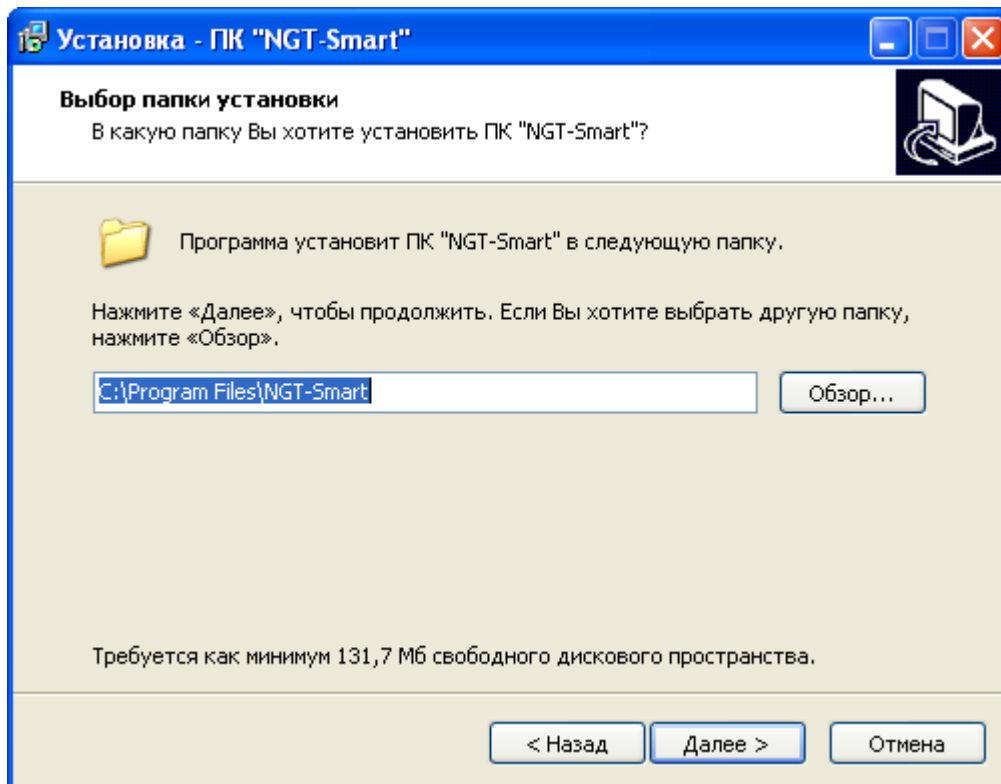 Установка - ПК "NGT-Smart"
Выбор папки установки
В какую папку Вы хотите установить ПК "NGT-Smart"?
Программа установит ПК "NGT-Smart" в следующую папку.
Нажмите «Далее», чтобы продолжить. Если Вы хотите выбрать другую папку,
нажмите «Обзор».
C:\Program Files\NGT-Smart
Обзор...
Требуется как минимум 131,7 Мб свободного дискового пространства.
< Назад
Далее >
Отмена